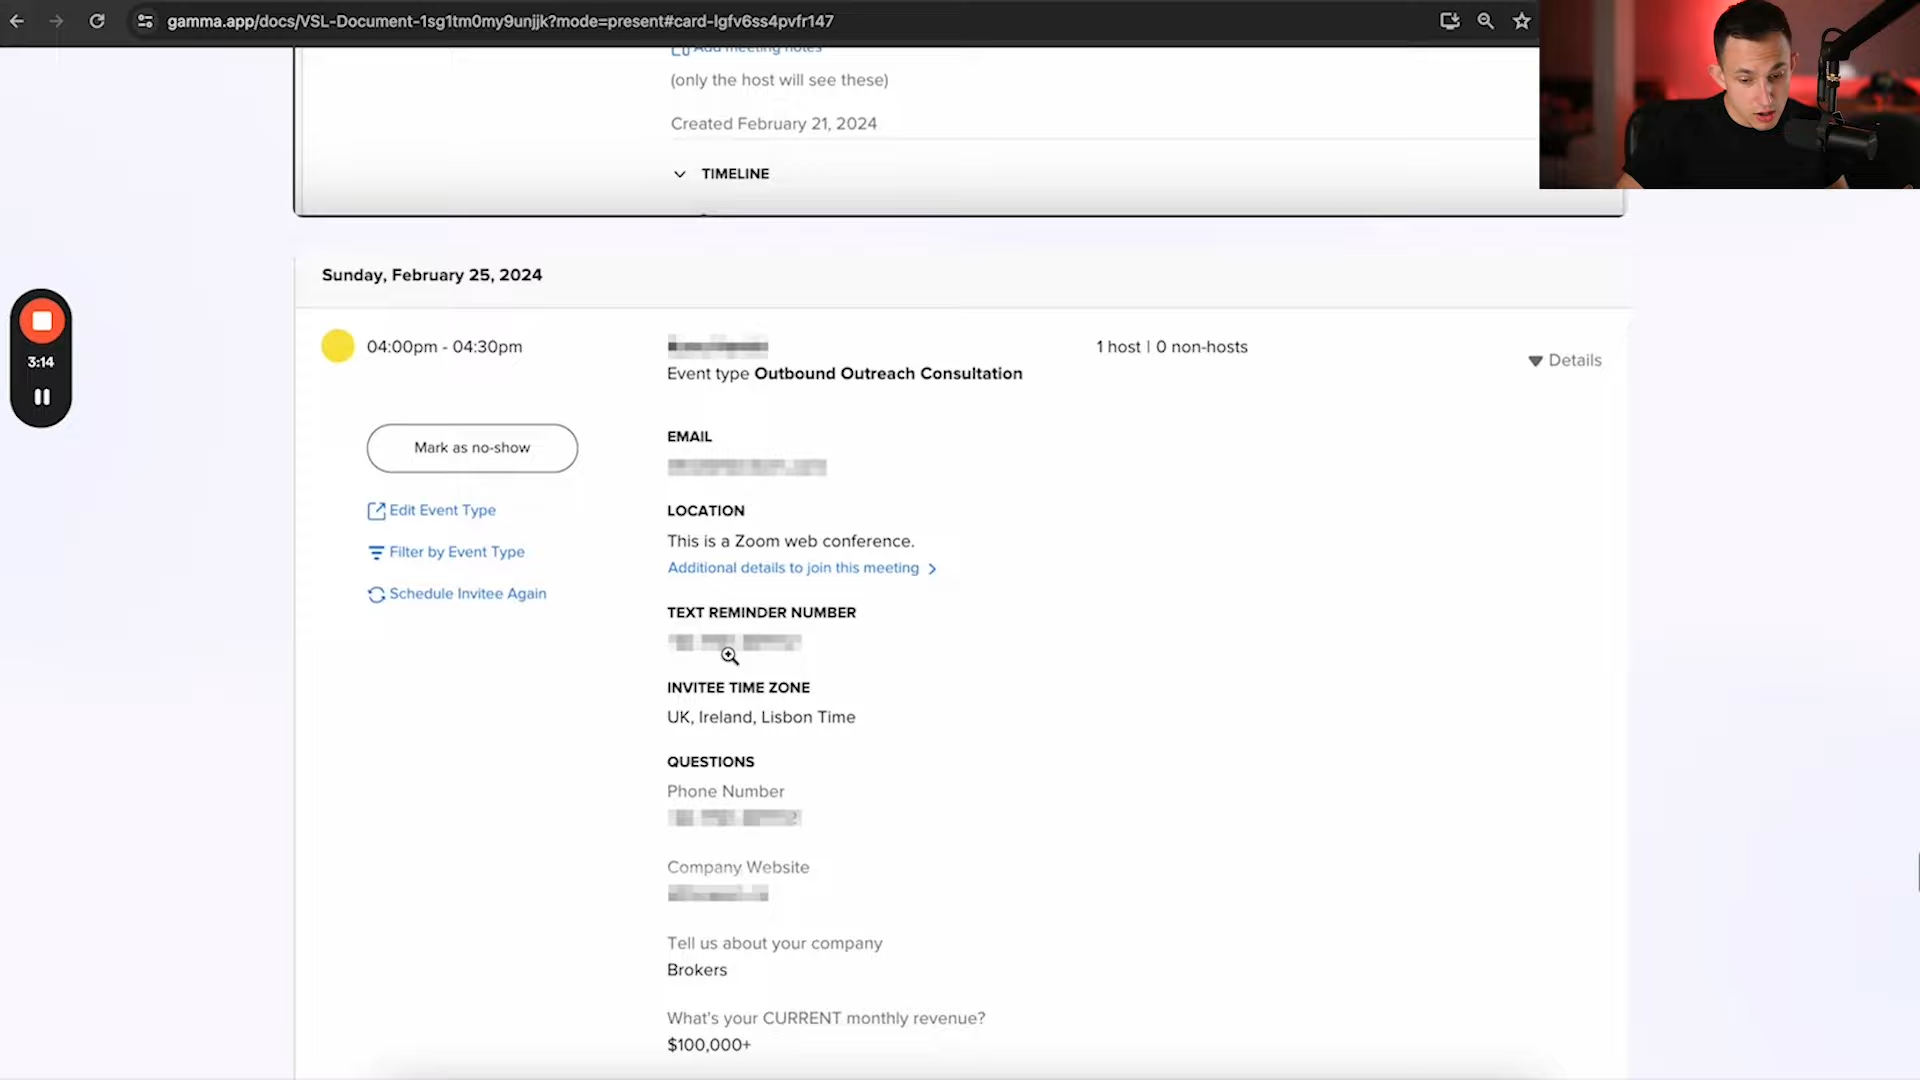 gamma.app/docs/VSL-Document-1sg1tm0my9unjjk?mode=present#card-lgfv6ss4pvfr147
Add meeting notes
(only the host will see these)
Created February 21, 2024
TIMELINE
Sunday, February 25, 2024
04:00pm - 04:30pm
1 host | 0 non-hosts
Details
Event type Outbound Outreach Consultation
Mark as no-show
Edit Event Type
Filter by Event Type
Schedule Invitee Again
3:14
EMAIL
LOCATION
This is a Zoom web conference.
Additional details to join this meeting
TEXT REMINDER NUMBER
INVITEE TIME ZONE
UK, Ireland, Lisbon Time
QUESTIONS
Phone Number
Company Website
Tell us about your company
Brokers
What's your CURRENT monthly revenue?
$100,000+